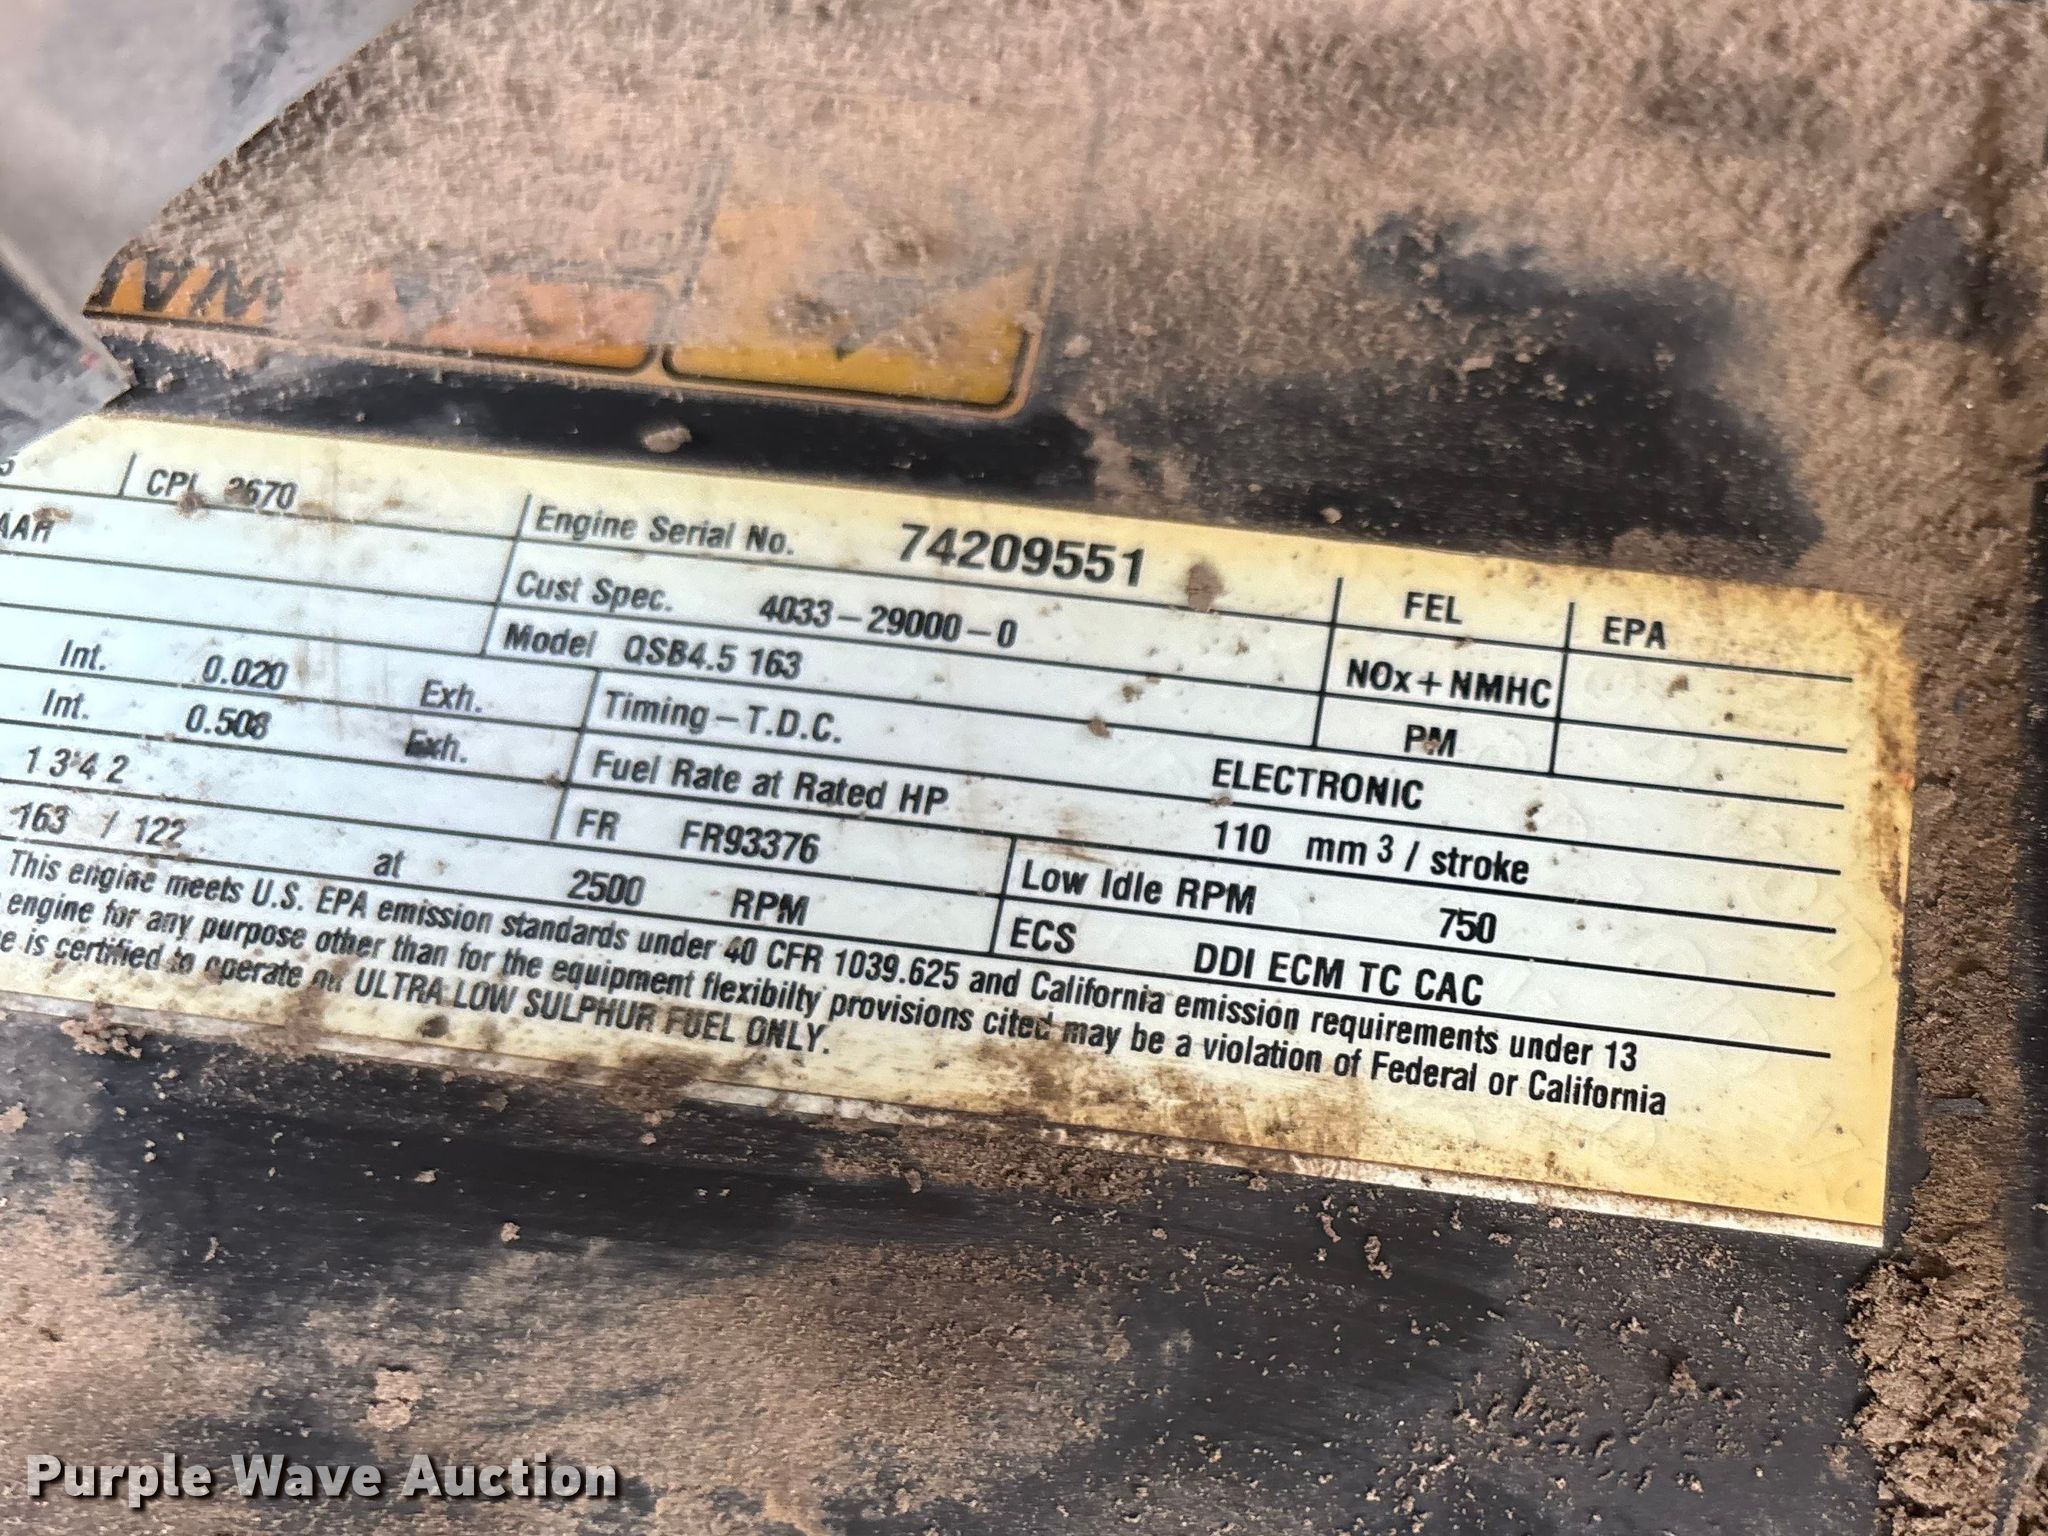 CPL 2670
Engine Serial No. 74209551
AAH
Cust Spec. 4033-29000-0
FEL
EPA
Model QSB4.5 163
NOx+NMHC
Int. 0.020 Exh.
Timing-T.D.C. ELECTRONIC
PM
Int. 0.508 Exh.
Fuel Rate at Rated HP 110 mm 3 / stroke
1 3 4 2
FR FR93376
Low Idle RPM 750
163 / 122 at 2500 RPM
ECS DDI ECM TC CAC
This engine meets U.S. EPA emission standards under 40 CFR 1039.625 and California emission requirements under 13
engine for any purpose other than for the equipment flexibilty provisions cited may be a violation of Federal or California
is certified to operate on ULTRA LOW SULPHUR FUEL ONLY.
Purple Wave Auction